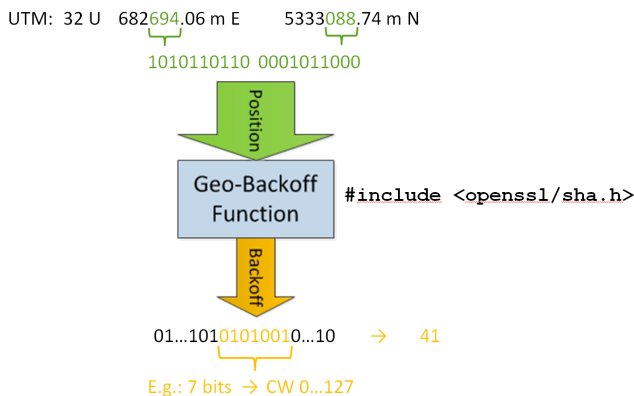 UTM: 32 U 682694.06 m E 5333088.74 m N
1010110110 0001011000
Position
Geo-Backoff
Function
#include <openssl/sha.h>
Backoff
01...10101010010...10 → 41
E.g.: 7 bits → CW 0...127